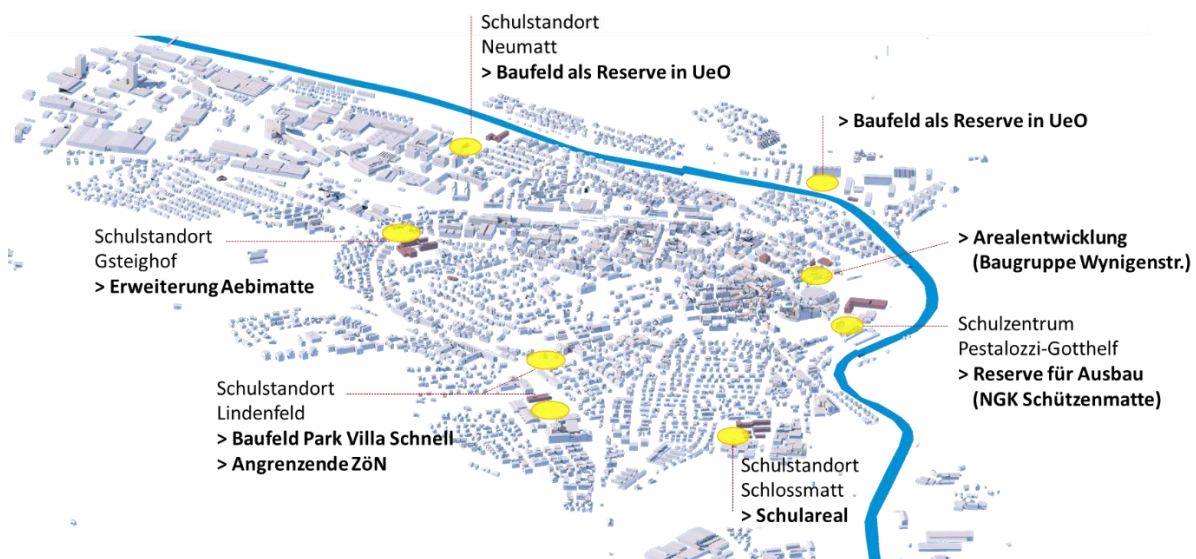 Schulstandort
Neumatt
> Baufeld als Reserve in UeO
> Baufeld als Reserve in UeO
Schulstandort
Gsteighof
> Erweiterung Aebimatte
> Arealentwicklung
(Baugruppe Wynigenstr.)
Schulzentrum
Pestalozzi-Gotthelf
> Reserve für Ausbau
(NGK Schützenmatte)
Schulstandort
Lindenfeld
> Baufeld Park Villa Schnell
> Angrenzende ZöN
Schulstandort
Schlossmatt
> Schulareal